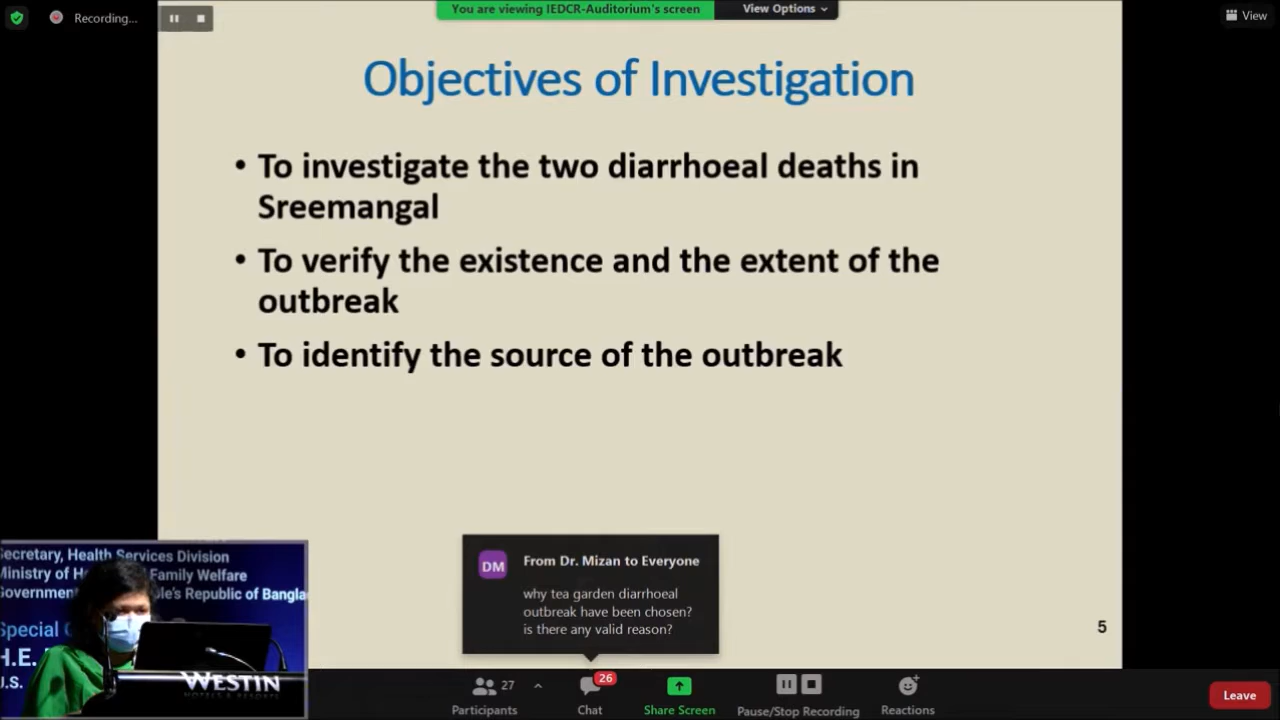 Recording...
You are viewing IEDCR-Auditorium's screen
View Options
View
Objectives of Investigation
• To investigate the two diarrhoeal deaths in
Sreemangal
• To verify the existence and the extent of the
outbreak
• To identify the source of the outbreak
5
Secretary, Health Services Division
Ministry of Family Welfare
Government Republic of
Special
H.E.
U.S.
WESTIN
HOTELS & RESORTS
DM
From Dr. Mizan to Everyone
why tea garden diarrhoeal
outbreak have been chosen?
is there any valid reason?
27
26
Participants
Chat
Share Screen
Pause/Stop Recording
Reactions
Leave